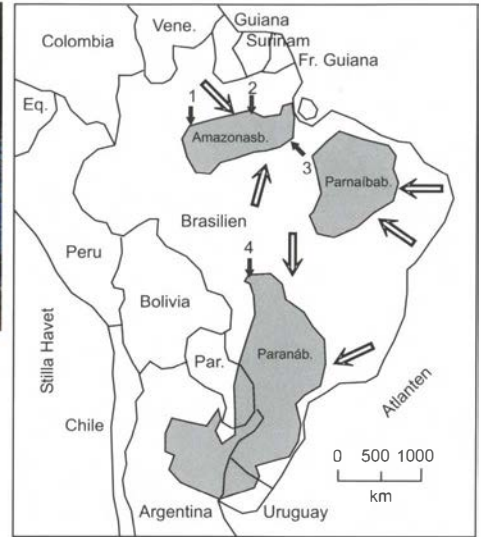 Colombia
Vene.
Guiana
Surinam
Fr. Guiana
Eq.
1
2
Amazonasb.
3
Parnaíbab.
Brasilien
Peru
4
Bolivia
Stilla Havet
Par.
Paranáb.
Atlanten
Chile
0 500 1000
km
Argentina
Uruguay